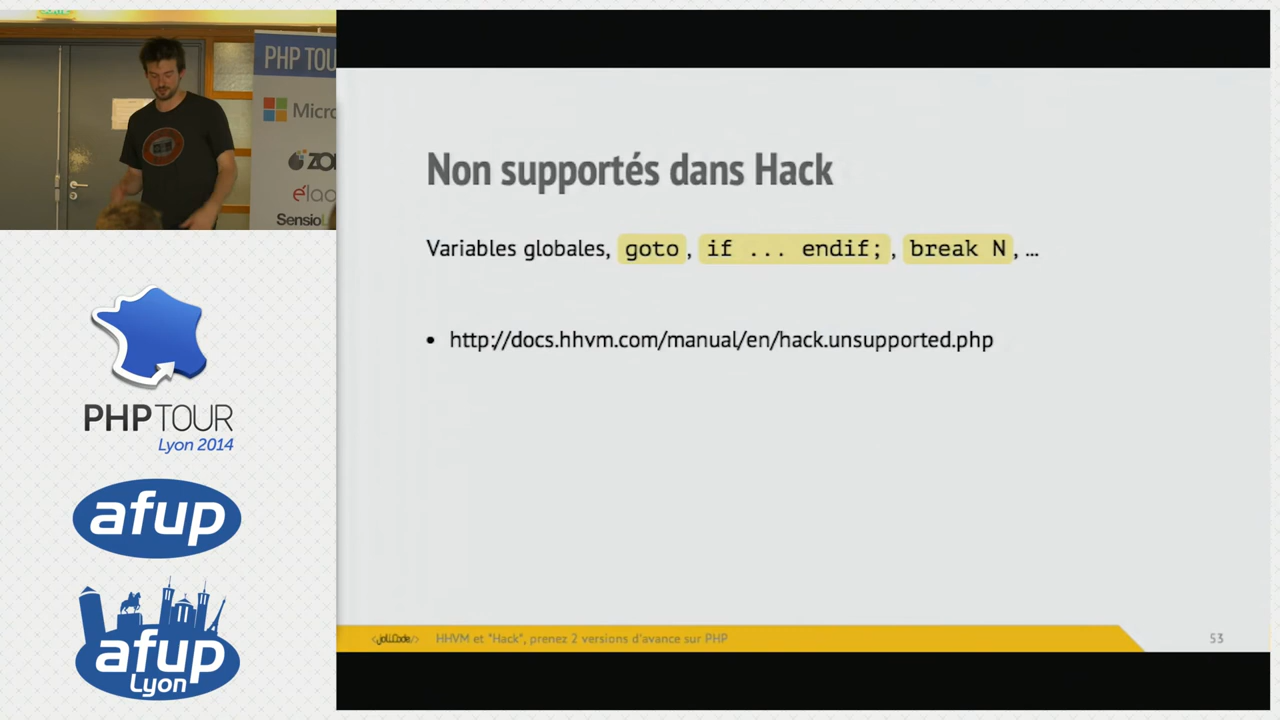 PHP TOU
Micro
ZO
élao
Sensio
PHPTOUR
Lyon 2014
afup
afup
Lyon
Non supportés dans Hack
Variables globales, goto, if ... endif;, break N, ...
• http://docs.hhvm.com/manual/en/hack.unsupported.php
<joliCode/> HHVM et "Hack", prenez 2 versions d'avance sur PHP 53